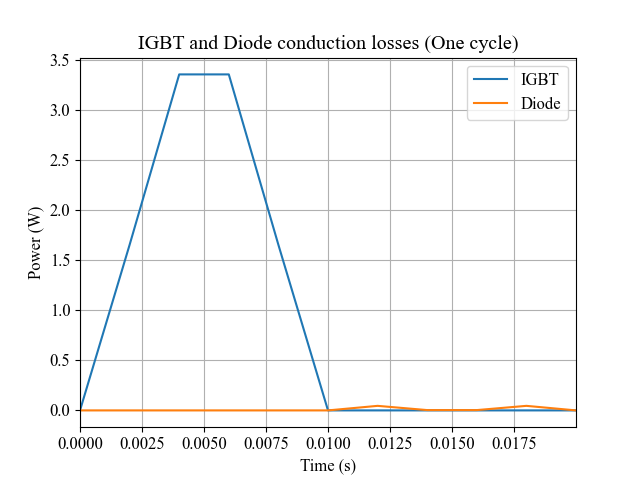 IGBT and Diode conduction losses (One cycle)
3.5
3.0
2.5
2.0
1.5
1.0
0.5
0.0
Power (W)
IGBT
Diode
0.0000 0.0025 0.0050 0.0075 0.0100 0.0125 0.0150 0.0175
Time (s)